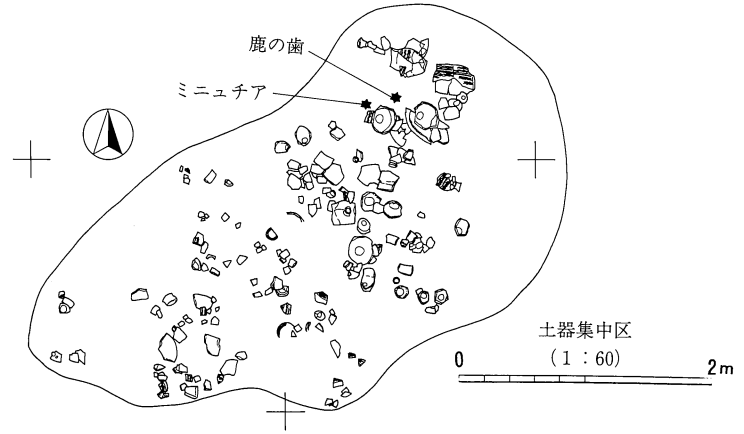 鹿の歯
ミニュチア
土器集中区
(1:60)
0 2m